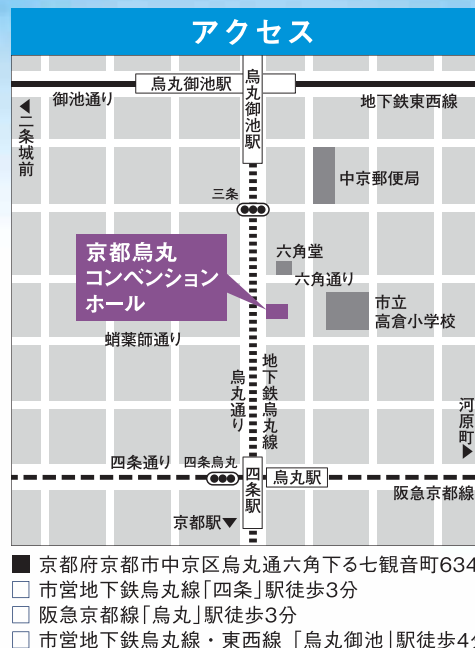 アクセス
烏丸御池駅
烏丸御池駅
御池通り
地下鉄東西線
◀二条城前
中京郵便局
三条
六角堂
京都烏丸
コンベンション
ホール
六角通り
市立
高倉小学校
蛸薬師通り
地下鉄烏丸線
烏丸通り
河原町▶
四条通り
四条烏丸
四条駅
烏丸駅
阪急京都線
京都駅▼
■ 京都府京都市中京区烏丸通六角下る七観音町634
□ 市営地下鉄烏丸線「四条」駅徒歩3分
□ 阪急京都線「烏丸」駅徒歩3分
□ 市営地下鉄烏丸線・東西線「烏丸御池」駅徒歩4分